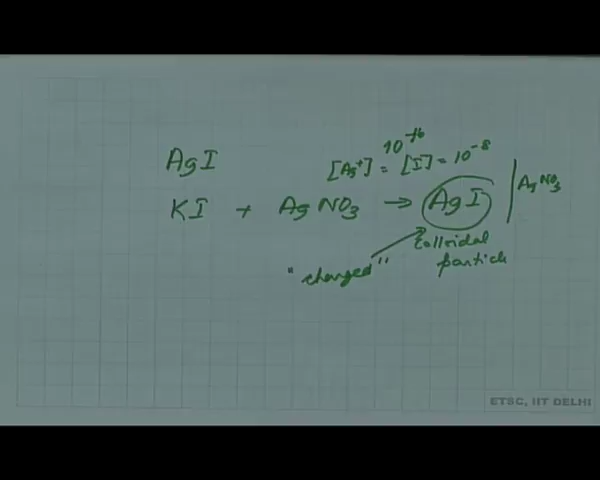 10⁻¹⁶
AgI [Ag⁺] = [I] = 10⁻⁸
KI + AgNO₃ → AgI | AgNO₃
colloidal
particle
"charged"
ETSC, IIT DELHI